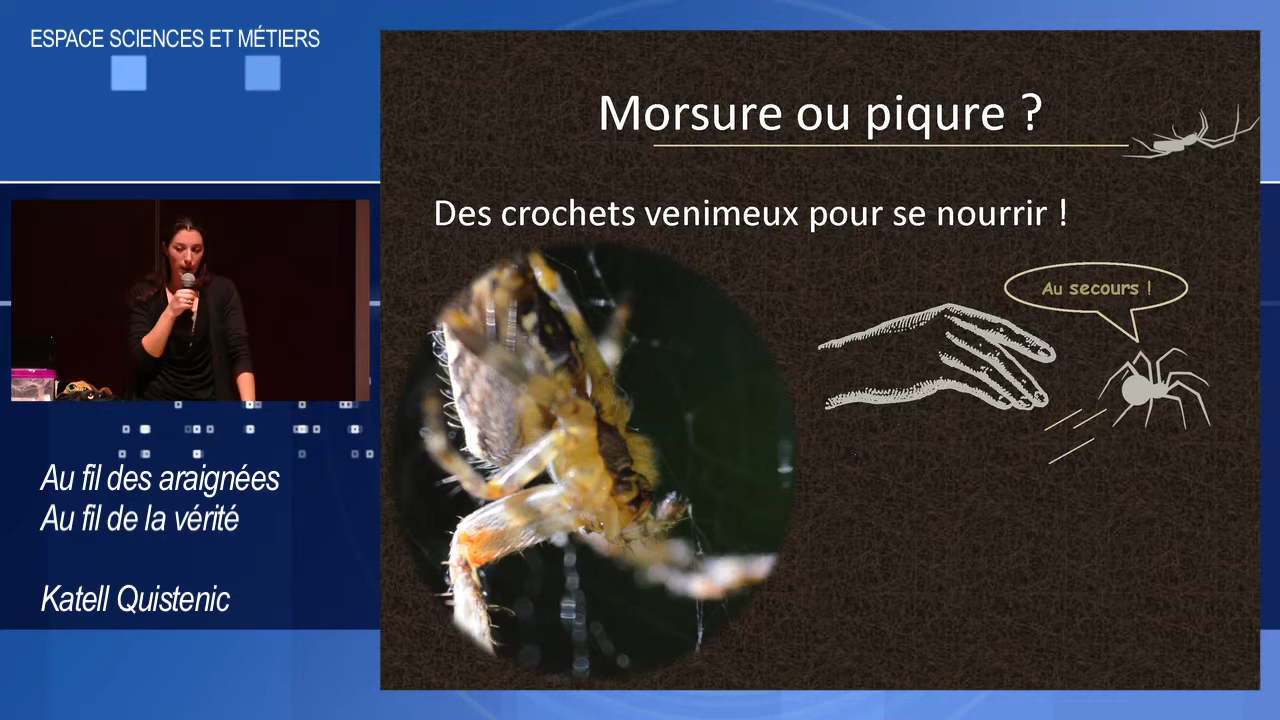 ESPACE SCIENCES ET MÉTIERS
Morsure ou piqure ?
Des crochets venimeux pour se nourrir !
Au secours !
Au fil des araignées
Au fil de la vérité
Katell Quistenic